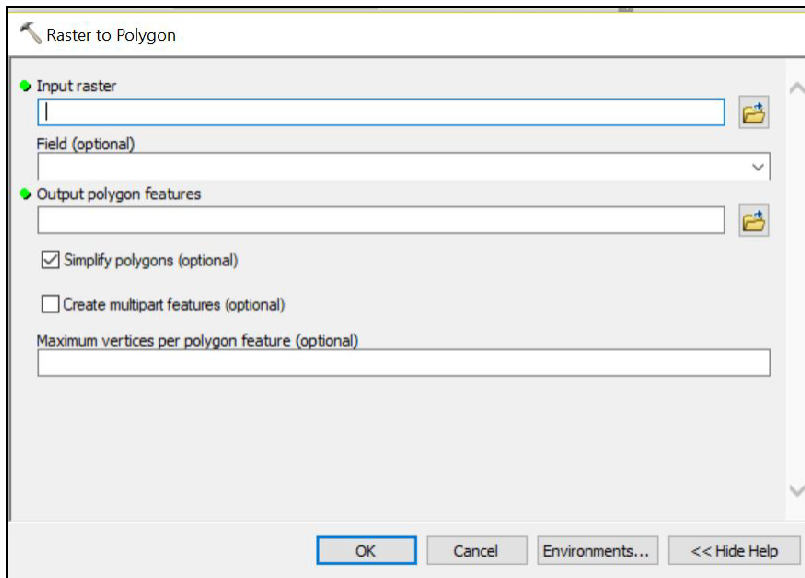 Raster to Polygon
Input raster
Field (optional)
Output polygon features
Simplify polygons (optional)
Create multipart features (optional)
Maximum vertices per polygon feature (optional)
OK Cancel Environments... << Hide Help